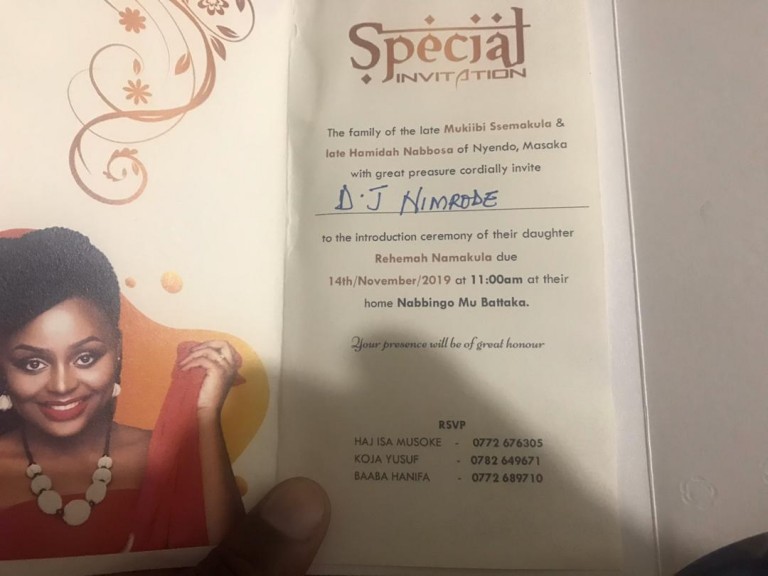 Special
INVITATION
The family of the late Mukiibi Ssemakula &
late Hamidah Nabbosa of Nyendo, Masaka
with great preasure cordially invite
D.J NIMRODE
to the introduction ceremony of their daughter
Rehemah Namakula due
14th/November/2019 at 11:00am at their
home Nabbingo Mu Battaka.
Your presence will be of great honour
RSVP
HAJ ISA MUSOKE - 0772 676305
KOJA YUSUF - 0782 649671
BAABA HANIFA - 0772 689710